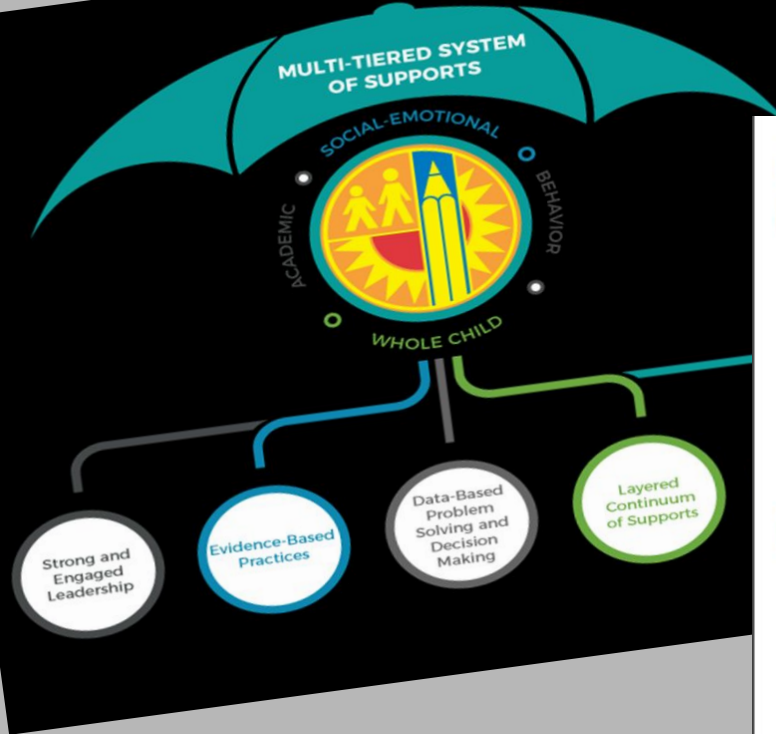 MULTI-TIERED SYSTEM
OF SUPPORTS
SOCIAL-EMOTIONAL
ACADEMIC
BEHAVIOR
WHOLE CHILD
Strong and
Engaged
Leadership
Evidence-Based
Practices
Data-Based
Problem
Solving and
Decision
Making
Layered
Continuum
of Supports